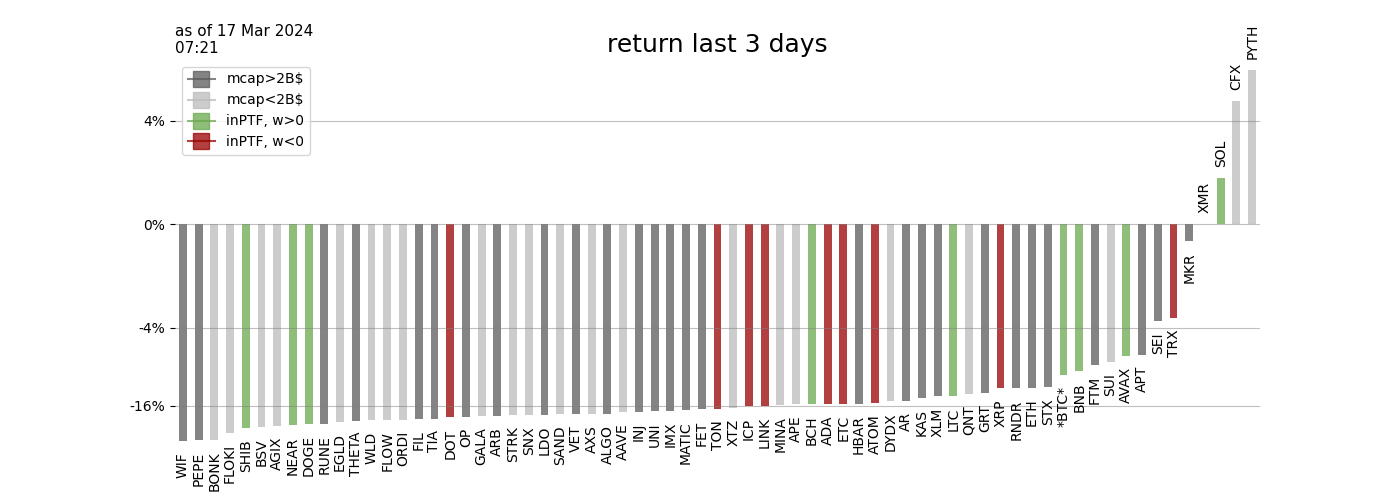 as of 17 Mar 2024
07:21
return last 3 days
mcap>2B$
mcap<2B$
inPTF, w>0
inPTF, w<0
4%
0%
-4%
-16%
WIF
PEPE
BONK
FLOKI
SHIB
BSV
AGIX
NEAR
DOGE
RUNE
EGLD
THETA
WLD
FLOW
ORDI
FIL
TIA
DOT
OP
GALA
ARB
STRK
SNX
LDO
SAND
VET
AXS
ALGO
AAVE
INJ
UNI
IMX
MATIC
FET
TON
XTZ
ICP
LINK
MINA
APE
BCH
ADA
ETC
HBAR
ATOM
DYDX
AR
KAS
XLM
LTC
QNT
GRT
XRP
RNDR
ETH
STX
*BTC*
BNB
FTM
SUI
AVAX
APT
SEI
TRX
MKR
XMR
SOL
CFX
PYTH